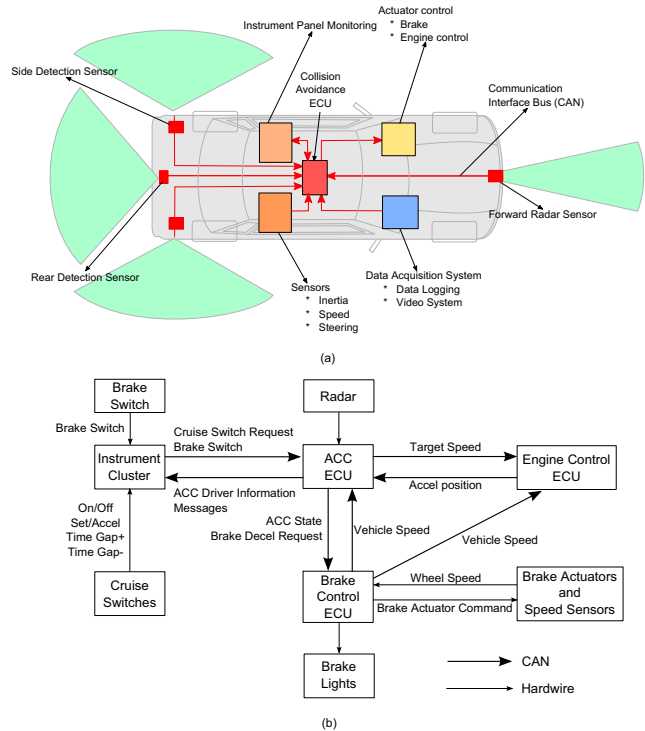 Instrument Panel Monitoring
Actuator control
* Brake
* Engine control
Side Detection Sensor
Collision
Avoidance
ECU
Communication
Interface Bus (CAN)
Forward Radar Sensor
Rear Detection Sensor
Sensors
* Inertia
* Speed
* Steering
Data Acquisition System
* Data Logging
* Video System
(a)
Brake
Switch
Radar
Brake Switch
Cruise Switch Request
Brake Switch
Target Speed
Instrument
Cluster
ACC
ECU
Engine Control
ECU
ACC Driver Information
Messages
Accel position
On/Off
Set/Accel
Time Gap+
Time Gap-
ACC State
Brake Decel Request
Vehicle Speed
Vehicle Speed
Cruise
Switches
Brake
Control
ECU
Wheel Speed
Brake Actuator Command
Brake Actuators
and
Speed Sensors
Brake
Lights
CAN
Hardwire
(b)